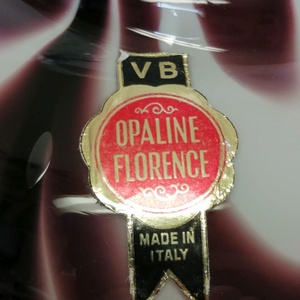 VB
OPALINE
FLORENCE
MADE IN
ITALY